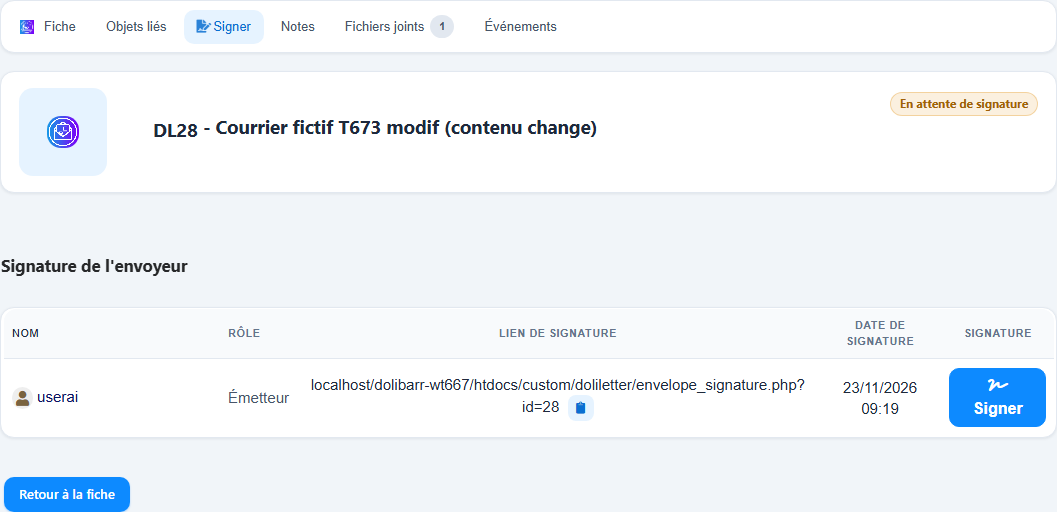 Fiche Objets liés Signer Notes Fichiers joints 1 Événements
En attente de signature
DL28 - Courrier fictif T673 modif (contenu change)
Signature de l'envoyeur
NOM RÔLE LIEN DE SIGNATURE DATE DE SIGNATURE SIGNATURE
userai Émetteur localhost/dolibarr-wt667/htdocs/custom/doliletter/envelope_signature.php?
id=28
23/11/2026
09:19
Signer
Retour à la fiche